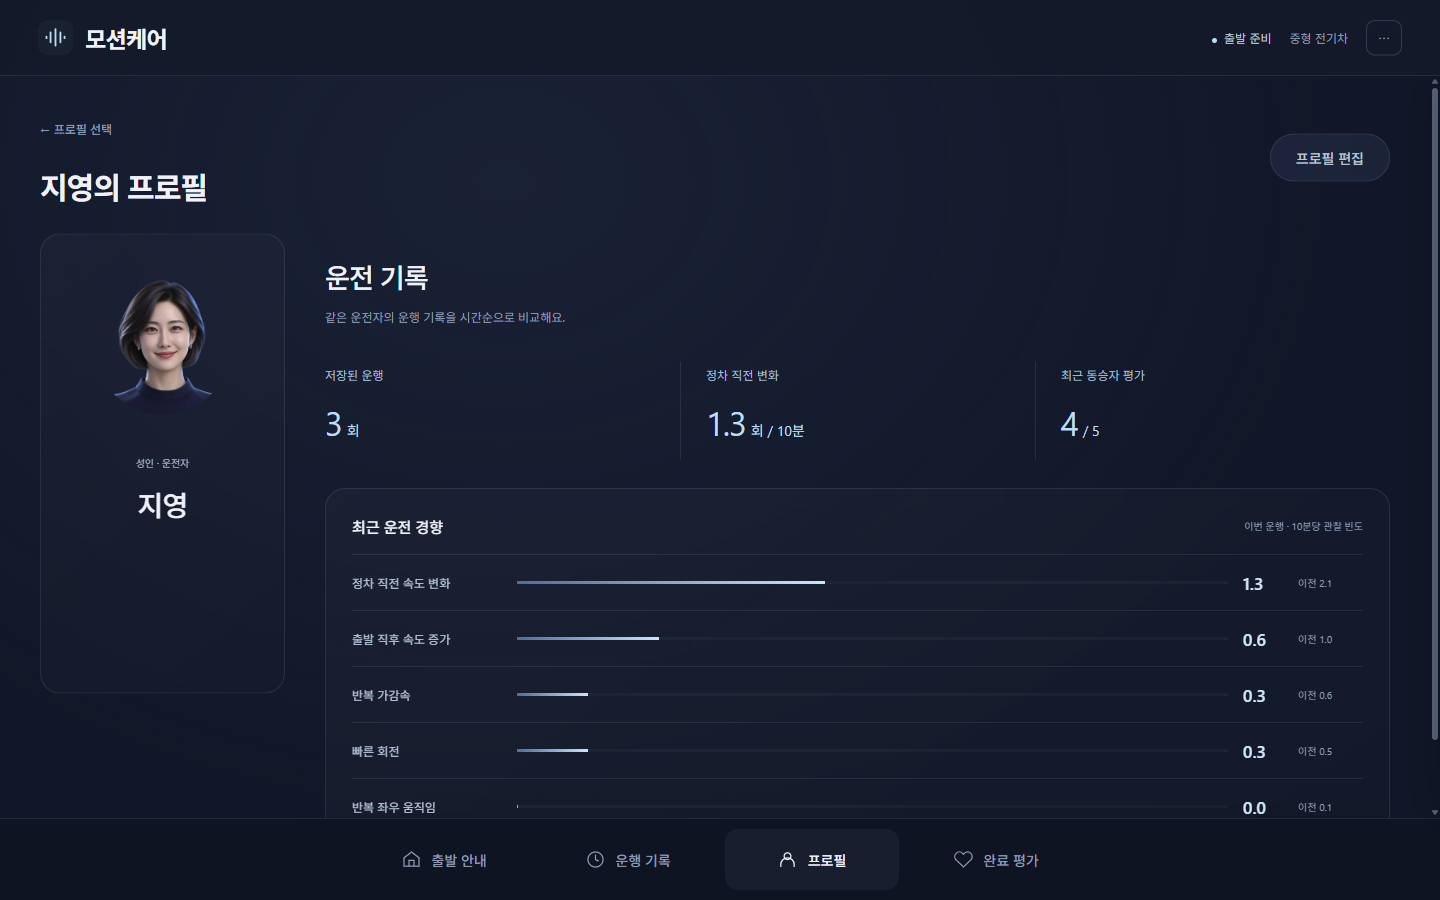 모션케어
출발 준비
중형 전기차
← 프로필 선택
지영의 프로필
프로필 편집
성인 · 운전자
지영
운전 기록
같은 운전자의 운행 기록을 시간순으로 비교해요.
저장된 운행
3 회
정차 직전 변화
1.3 회 / 10분
최근 동승자 평가
4 / 5
최근 운전 경향
이번 운행 · 10분당 관찰 빈도
정차 직전 속도 변화 1.3 이전 2.1
출발 직후 속도 증가 0.6 이전 1.0
반복 가감속 0.3 이전 0.6
빠른 회전 0.3 이전 0.5
반복 좌우 움직임 0.0 이전 0.1
출발 안내
운행 기록
프로필
완료 평가